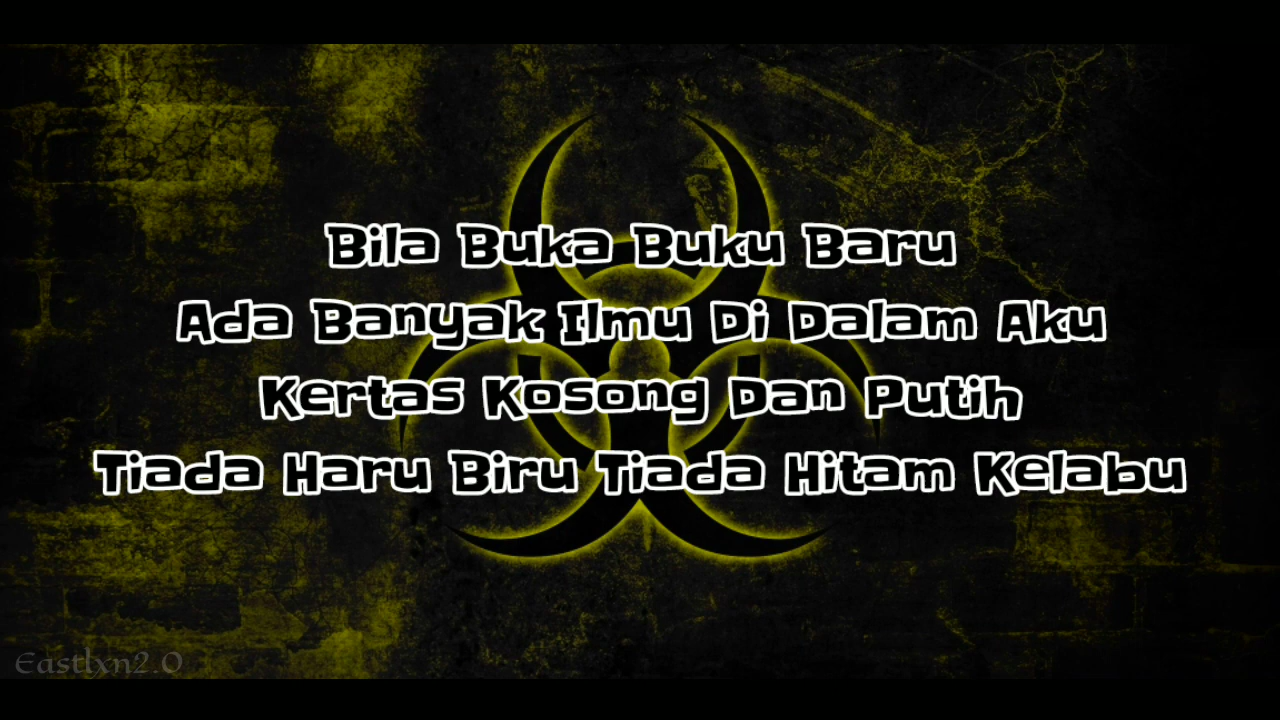 Bila Buka Buku Baru
Ada Banyak Ilmu Di Dalam Aku
Kertas Kosong Dan Putih
Tiada Haru Biru Tiada Hitam Kelabu
Eastlxn2.0